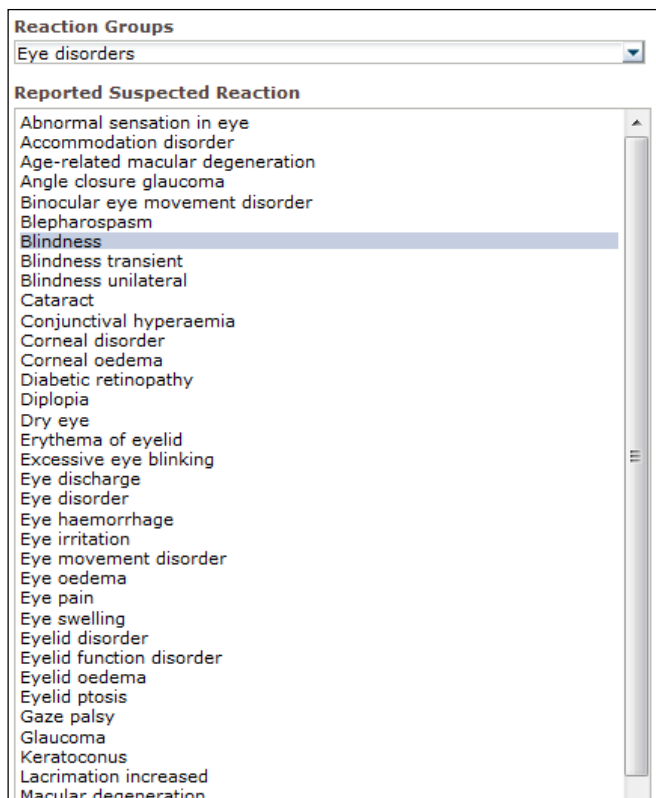 Reaction Groups
Eye disorders
Reported Suspected Reaction
Abnormal sensation in eye
Accommodation disorder
Age-related macular degeneration
Angle closure glaucoma
Binocular eye movement disorder
Blepharospasm
Blindness
Blindness transient
Blindness unilateral
Cataract
Conjunctival hyperaemia
Corneal disorder
Corneal oedema
Diabetic retinopathy
Diplopia
Dry eye
Erythema of eyelid
Excessive eye blinking
Eye discharge
Eye disorder
Eye haemorrhage
Eye irritation
Eye movement disorder
Eye oedema
Eye pain
Eye swelling
Eyelid disorder
Eyelid function disorder
Eyelid oedema
Eyelid ptosis
Gaze palsy
Glaucoma
Keratoconus
Lacrimation increased
Macular degeneration